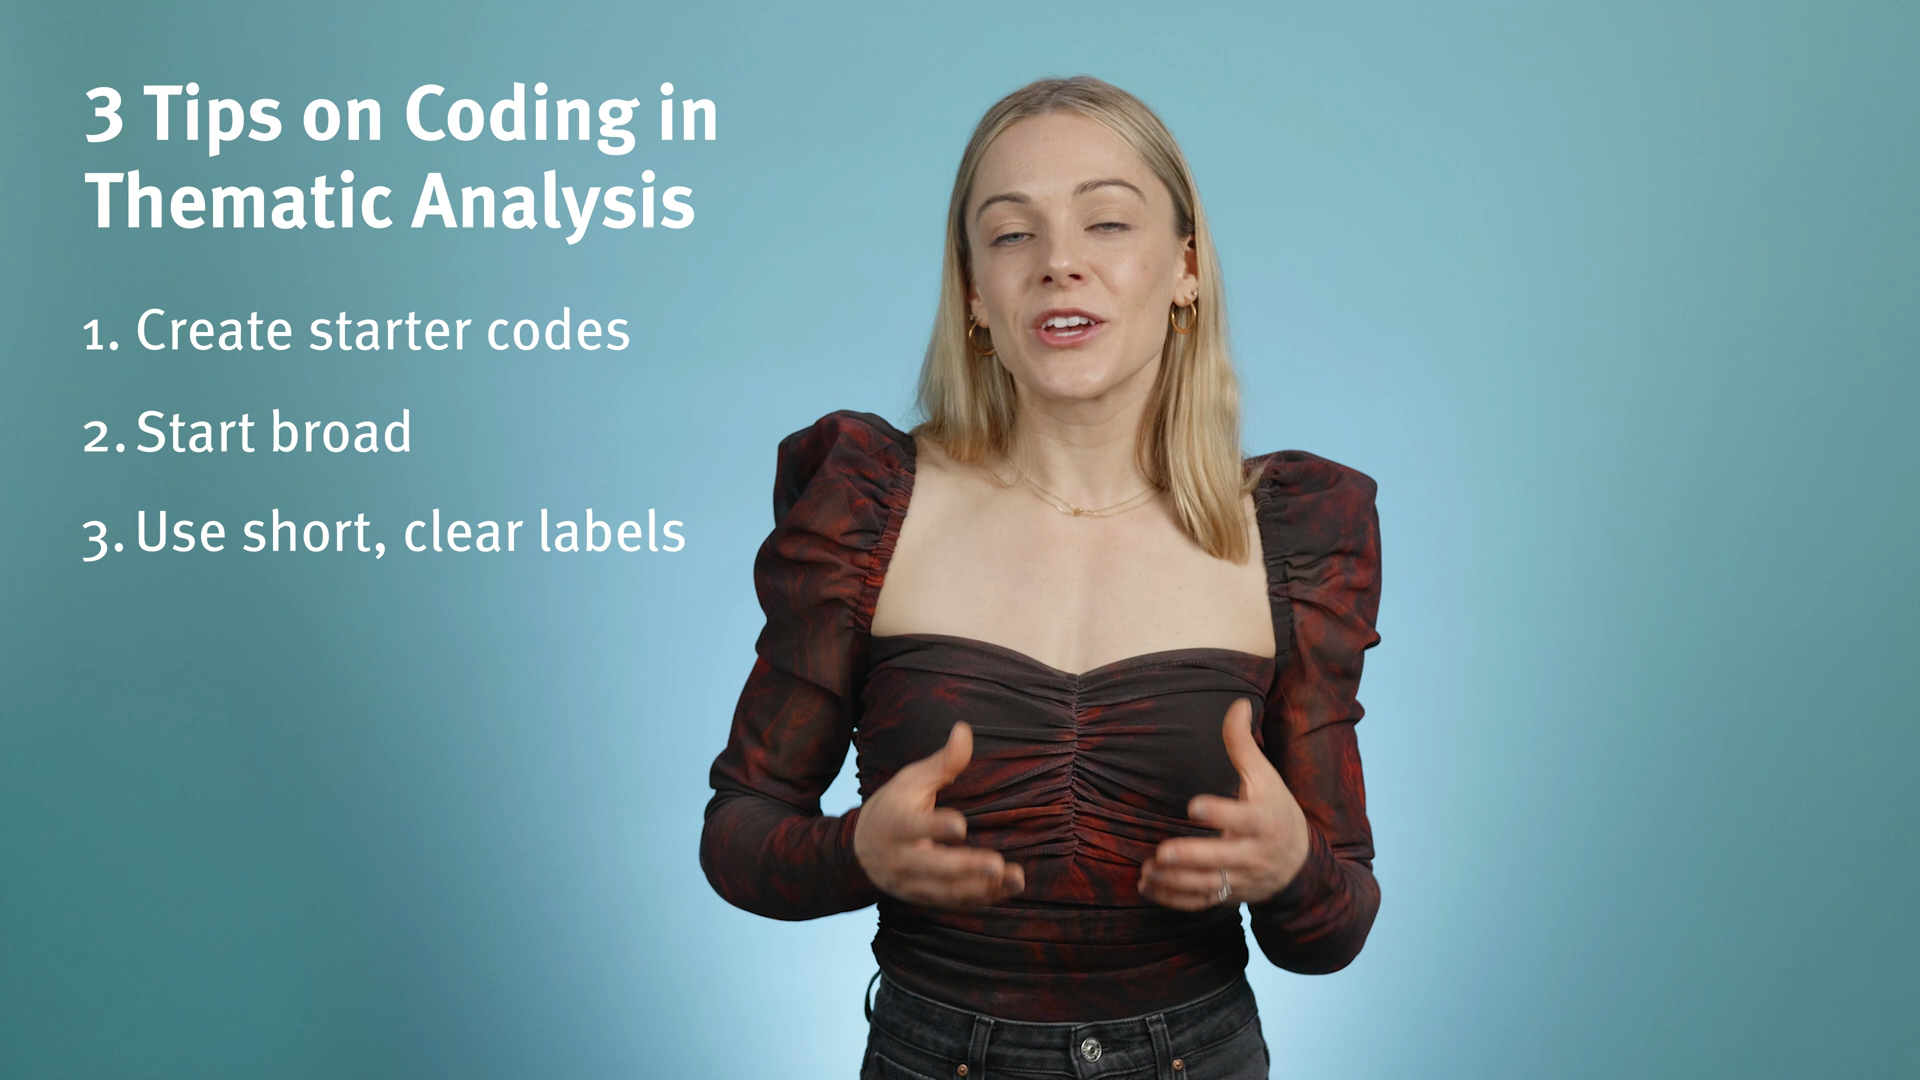 3 Tips on Coding in
Thematic Analysis
1. Create starter codes
2. Start broad
3. Use short, clear labels